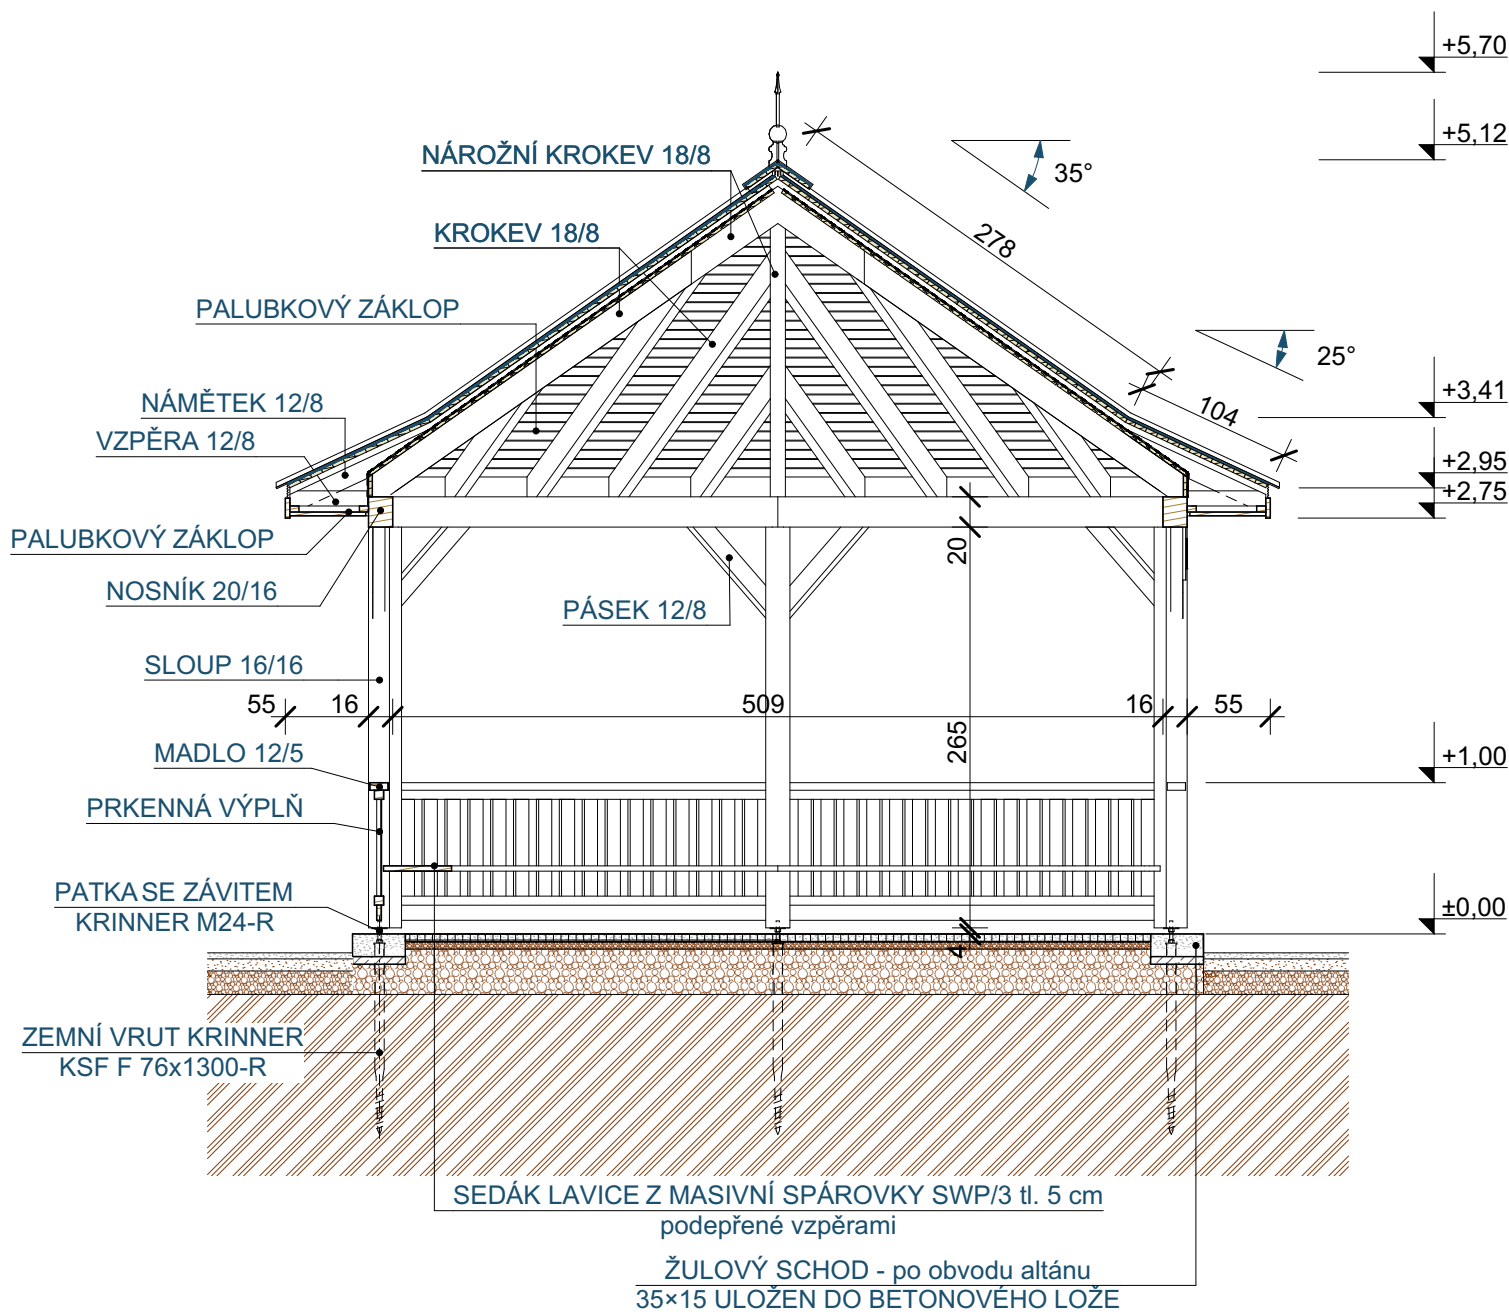 +5,70
+5,12
NÁROŽNÍ KROKEV 18/8
35°
KROKEV 18/8
278
PALUBKOVÝ ZÁKLOP
25°
NÁMĚTEK 12/8
104
+3,41
VZPĚRA 12/8
+2,95
+2,75
PALUBKOVÝ ZÁKLOP
20
NOSNÍK 20/16
PÁSEK 12/8
SLOUP 16/16
55
16
509
16
55
265
MADLO 12/5
+1,00
PRKENNÁ VÝPLŇ
PATKA SE ZÁVITEM
KRINNER M24-R
±0,00
4
ZEMNÍ VRUT KRINNER
KSF F 76x1300-R
SEDÁK LAVICE Z MASIVNÍ SPÁROVKY SWP/3 tl. 5 cm
podepřené vzpěrami
ŽULOVÝ SCHOD - po obvodu altánu
35×15 ULOŽEN DO BETONOVÉHO LOŽE